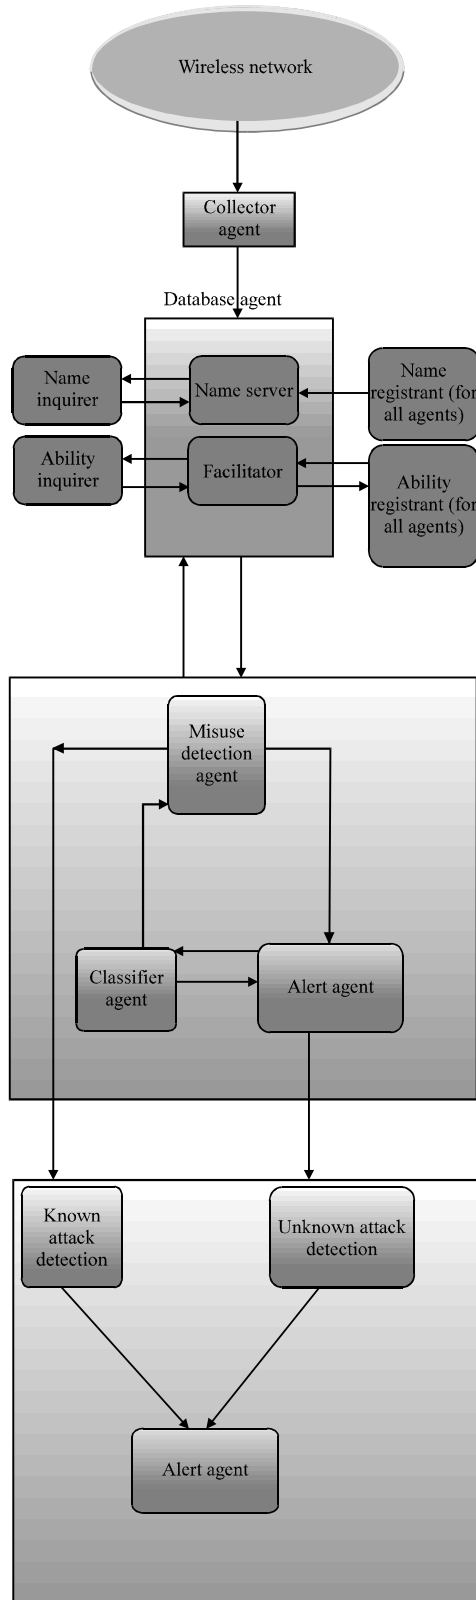 Wireless network
Collector
agent
Database agent
Name
inquirer
Name server
Name
registrant (for
all agents)
Ability
inquirer
Facilitator
Ability
registrant (for
all agents)
Misuse
detection
agent
Classifier
agent
Alert agent
Known
attack
detection
Unknown attack
detection
Alert agent